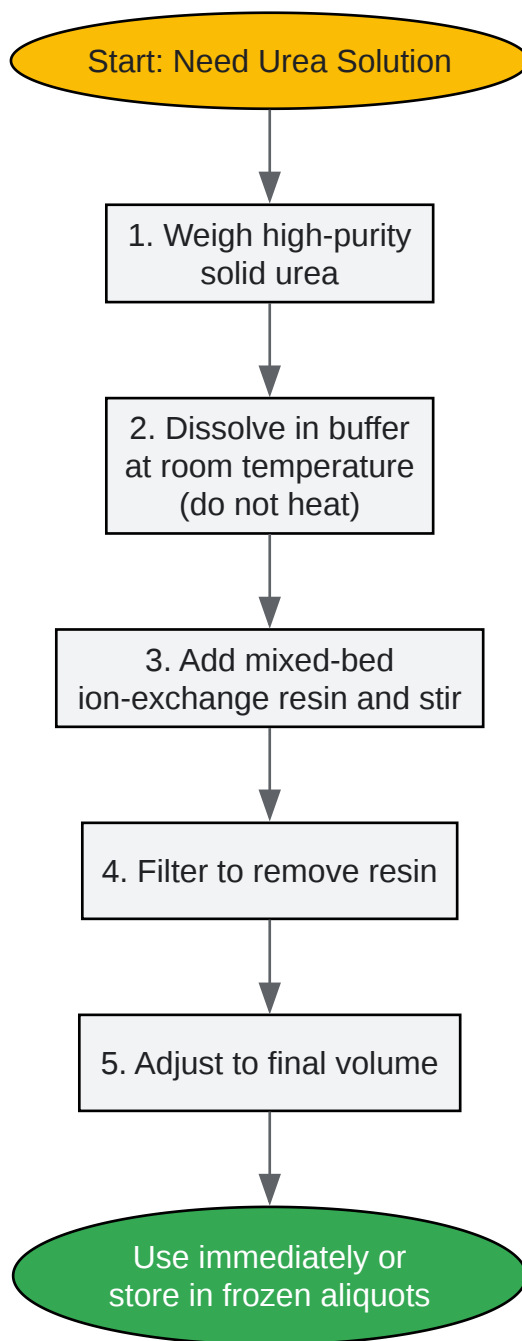 Start: Need Urea Solution
1. Weigh high-purity
solid urea
2. Dissolve in buffer
at room temperature
(do not heat)
3. Add mixed-bed
ion-exchange resin and stir
4. Filter to remove resin
5. Adjust to final volume
Use immediately or
store in frozen aliquots